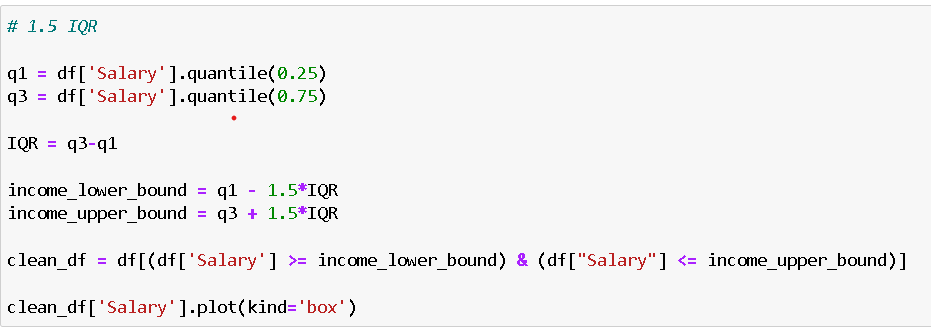 # 1.5 IQR
q1 = df['Salary'].quantile(0.25)
q3 = df['Salary'].quantile(0.75)
IQR = q3-q1
income_lower_bound = q1 - 1.5*IQR
income_upper_bound = q3 + 1.5*IQR
clean_df = df[(df['Salary'] >= income_lower_bound) & (df["Salary"] <= income_upper_bound)]
clean_df['Salary'].plot(kind='box')